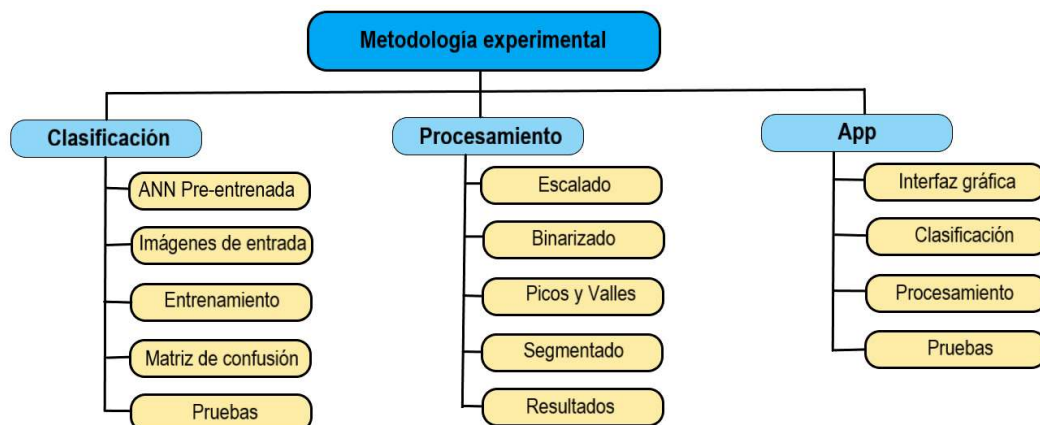 Metodología experimental
Clasificación
ANN Pre-entrenada
Imágenes de entrada
Entrenamiento
Matriz de confusión
Pruebas
Procesamiento
Escalado
Binarizado
Picos y Valles
Segmentado
Resultados
App
Interfaz gráfica
Clasificación
Procesamiento
Pruebas